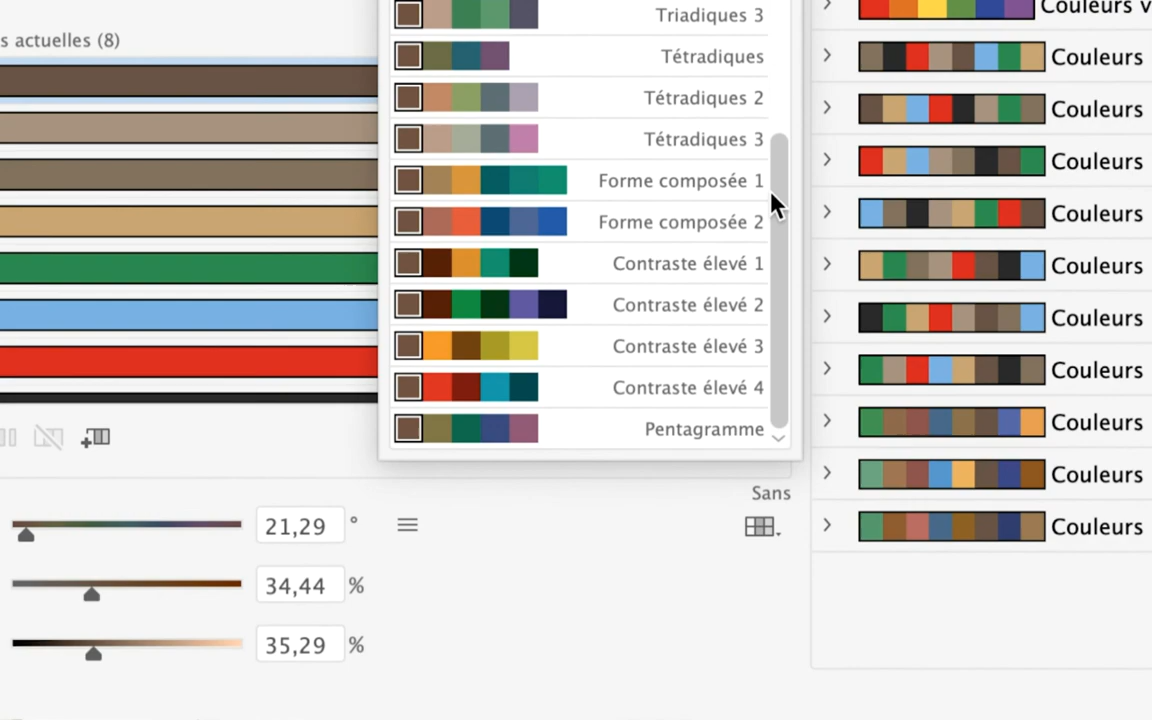 s actuelles (8)
Triadiques 3
Tétradiques
Tétradiques 2
Tétradiques 3
Forme composée 1
Forme composée 2
Contraste élevé 1
Contraste élevé 2
Contraste élevé 3
Contraste élevé 4
Pentagramme
Couleurs v
Couleurs
Couleurs
Couleurs
Couleurs
Couleurs
Couleurs
Couleurs
Couleurs
Couleurs
Couleurs
Sans
21,29 °
34,44 %
35,29 %